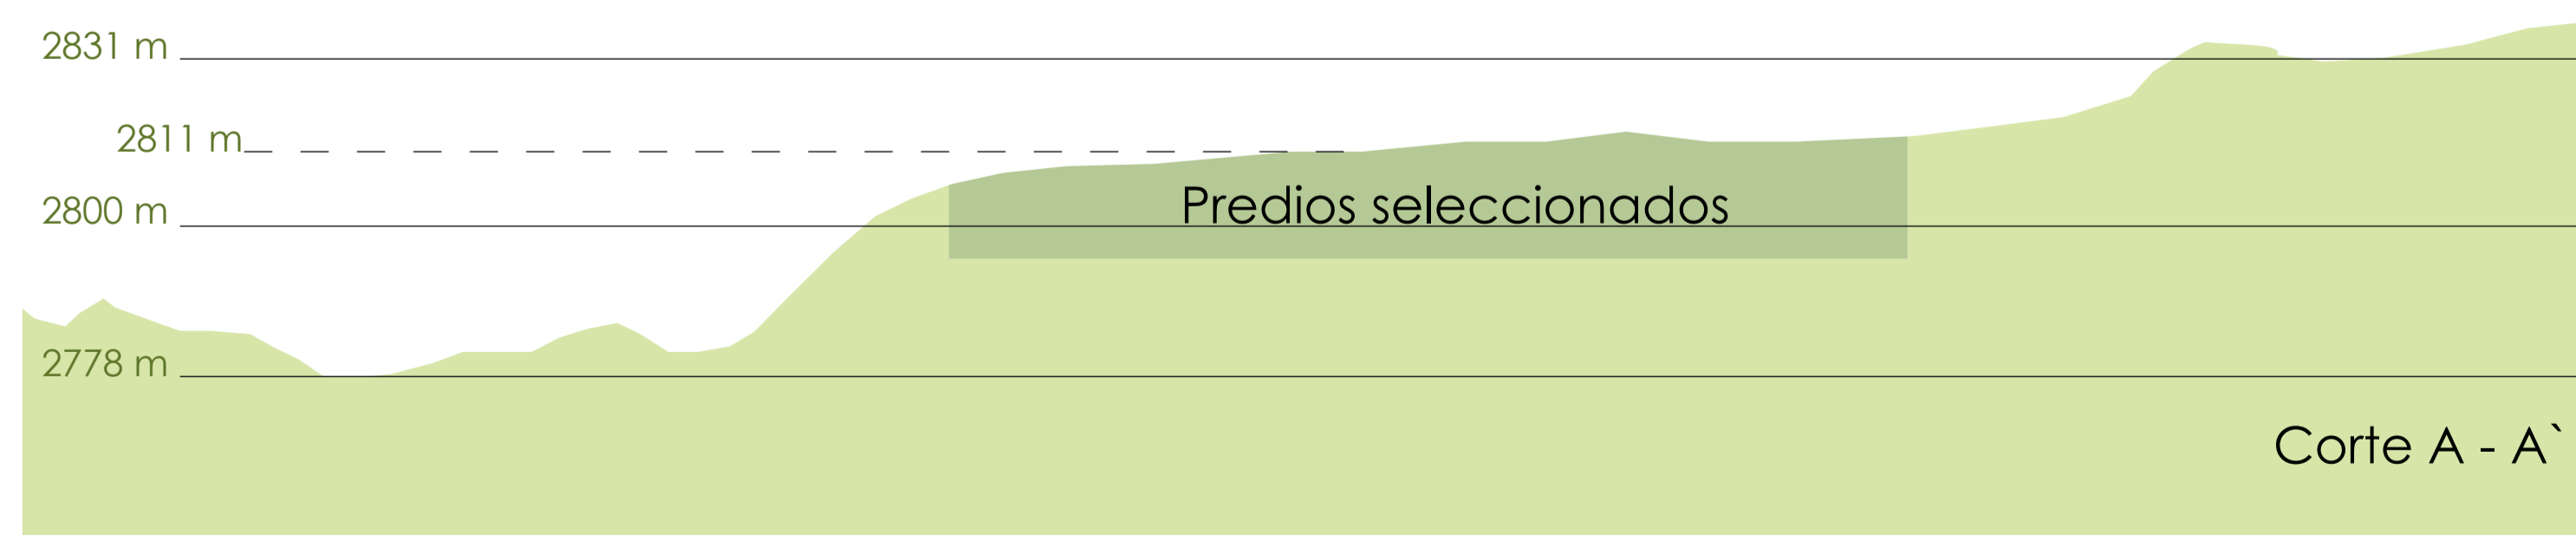 2831 m
2811 m
2800 m
Predios seleccionados
2778 m
Corte A - A`